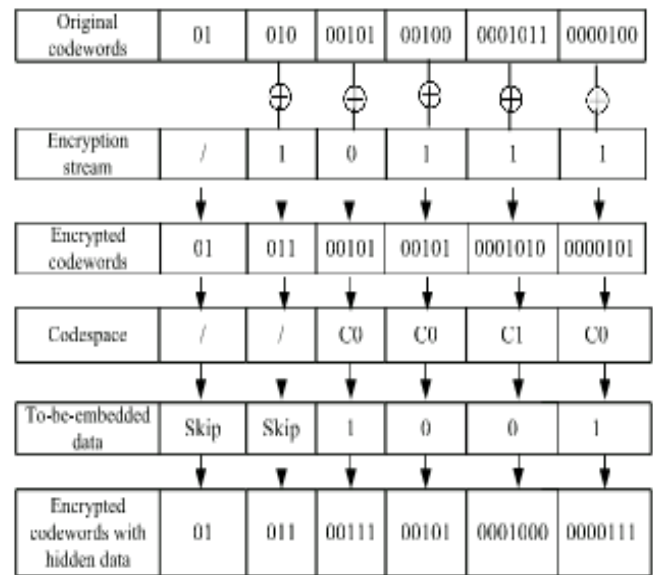 Original
codewords
01 010 00101 00100 0001011 0000100
Encryption
stream
/ 1 0 1 1 1
Encrypted
codewords
01 011 00101 00101 0001010 0000101
Codespace
/ / C0 C0 C1 C0
To-be-embedded
data
Skip Skip 1 0 0 1
Encrypted
codewords with
hidden data
01 011 00111 00101 0001000 0000111